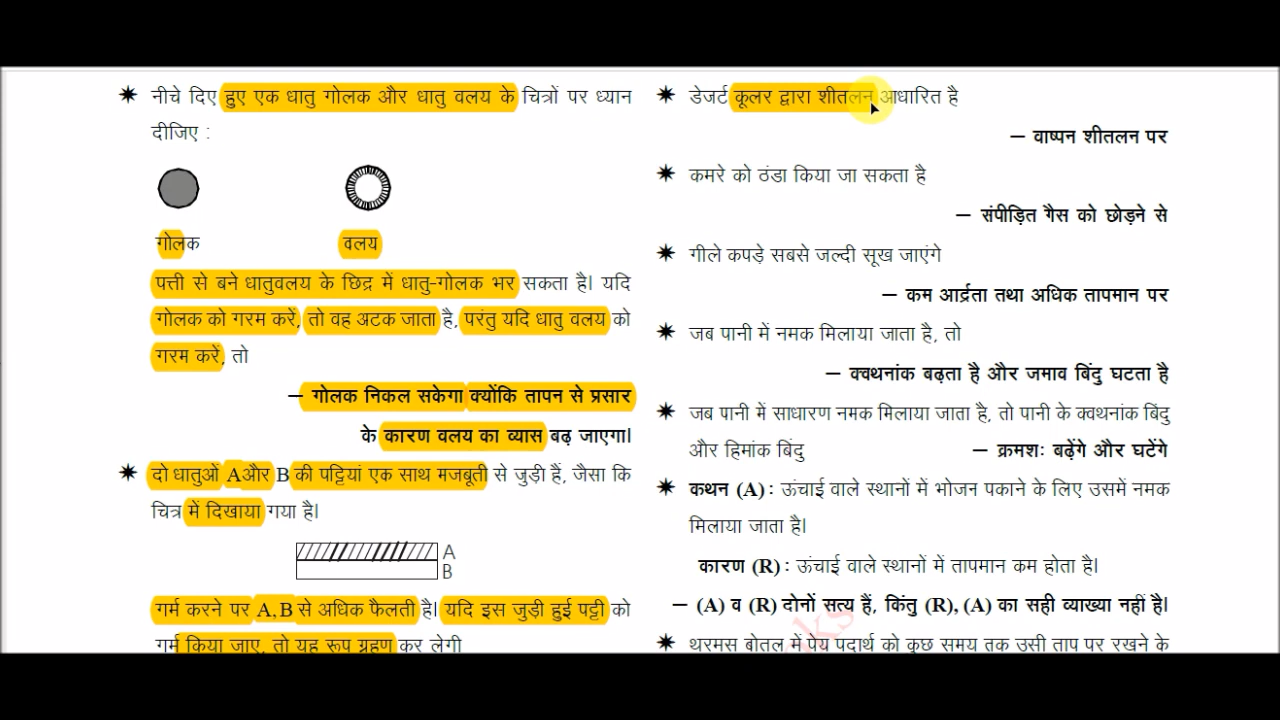 ✷ नीचे दिए हुए एक धातु गोलक और धातु वलय के चित्रों पर ध्यान
दीजिए :
गोलक वलय
पत्ती से बने धातुवलय के छिद्र में धातु-गोलक भर सकता है। यदि
गोलक को गरम करें, तो वह अटक जाता है, परंतु यदि धातु वलय को
गरम करें, तो
– गोलक निकल सकेगा क्योंकि तापन से प्रसार
के कारण वलय का व्यास बढ़ जाएगा।
✷ दो धातुओं A और B की पट्टियां एक साथ मजबूती से जुड़ी हैं, जैसा कि
चित्र में दिखाया गया है।
A
B
गर्म करने पर A, B से अधिक फैलती है। यदि इस जुड़ी हुई पट्टी को
गर्म किया जाए, तो यह रूप ग्रहण कर लेगी
✷ डेजर्ट कूलर द्वारा शीतलन आधारित है
– वाष्पन शीतलन पर
✷ कमरे को ठंडा किया जा सकता है
– संपीड़ित गैस को छोड़ने से
✷ गीले कपड़े सबसे जल्दी सूख जाएंगे
– कम आर्द्रता तथा अधिक तापमान पर
✷ जब पानी में नमक मिलाया जाता है, तो
– क्वथनांक बढ़ता है और जमाव बिंदु घटता है
✷ जब पानी में साधारण नमक मिलाया जाता है, तो पानी के क्वथनांक बिंदु
और हिमांक बिंदु – क्रमशः बढ़ेंगे और घटेंगे
✷ कथन (A) : ऊंचाई वाले स्थानों में भोजन पकाने के लिए उसमें नमक
मिलाया जाता है।
कारण (R) : ऊंचाई वाले स्थानों में तापमान कम होता है।
– (A) व (R) दोनों सत्य हैं, किंतु (R), (A) का सही व्याख्या नहीं है।
✷ थरमस बोतल में पेय पदार्थ को कुछ समय तक उसी ताप पर रखने के